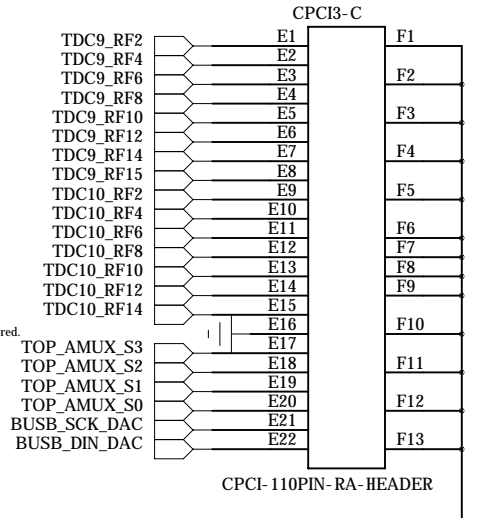 CPCI3-C
TDC9_RF2 E1 F1
TDC9_RF4 E2
TDC9_RF6 E3 F2
TDC9_RF8 E4
TDC9_RF10 E5 F3
TDC9_RF12 E6
TDC9_RF14 E7 F4
TDC9_RF15 E8
TDC10_RF2 E9 F5
TDC10_RF4 E10
TDC10_RF6 E11 F6
TDC10_RF8 E12 F7
TDC10_RF10 E13 F8
TDC10_RF12 E14 F9
TDC10_RF14 E15
red. E16 F10
TOP_AMUX_S3 E17
TOP_AMUX_S2 E18 F11
TOP_AMUX_S1 E19
TOP_AMUX_S0 E20 F12
BUSB_SCK_DAC E21
BUSB_DIN_DAC E22 F13
CPCI-110PIN-RA-HEADER